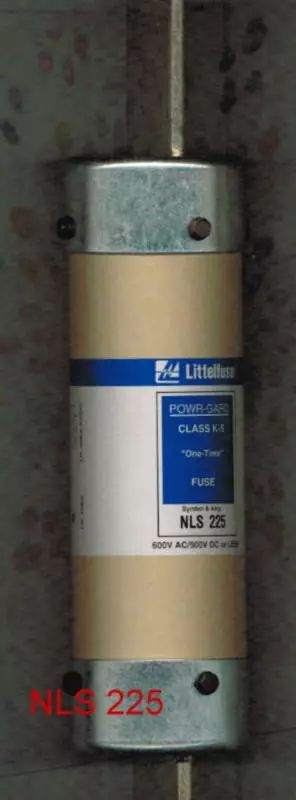 Littelfuse
POWR-GARD
CLASS K-5
"One-Time"
FUSE
Symbol & Amp
NLS 225
600V AC/500V DC or LESS
NLS 225